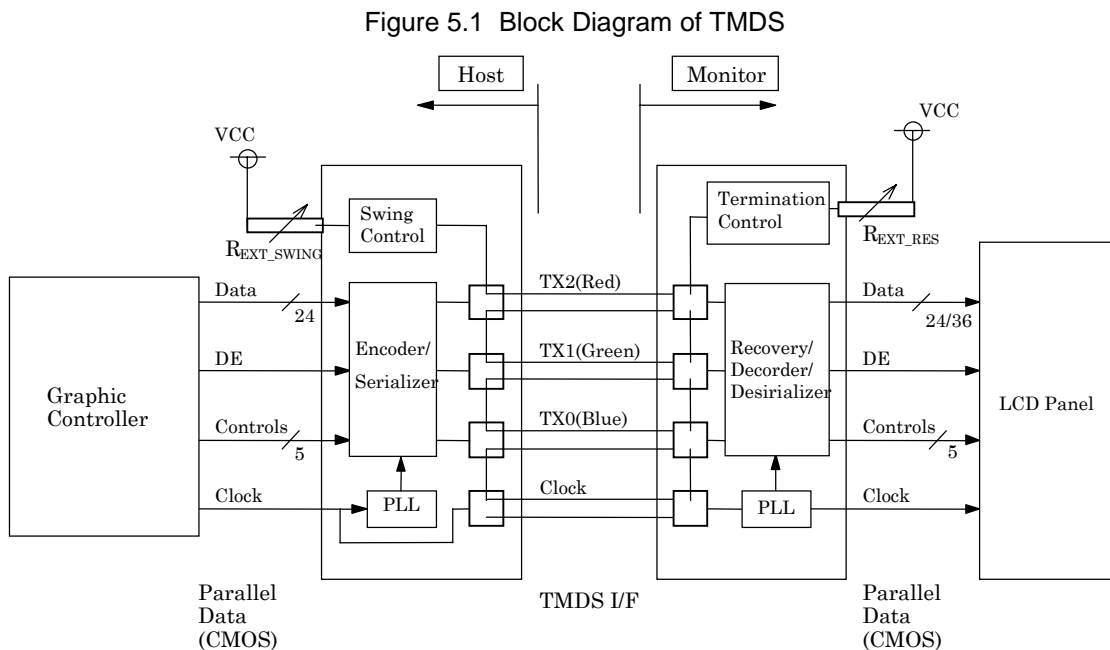 Figure 5.1 Block Diagram of TMDS
Host
Monitor
VCC
VCC
Swing
Control
Termination
Control
REXT_SWING
REXT_RES
Graphic
Controller
Data
24
DE
Controls
5
Clock
Encoder/
Serializer
PLL
TX2(Red)
TX1(Green)
TX0(Blue)
Clock
Recovery/
Decorder/
Desirializer
PLL
Data
24/36
DE
Controls
5
Clock
LCD Panel
Parallel
Data
(CMOS)
TMDS I/F
Parallel
Data
(CMOS)